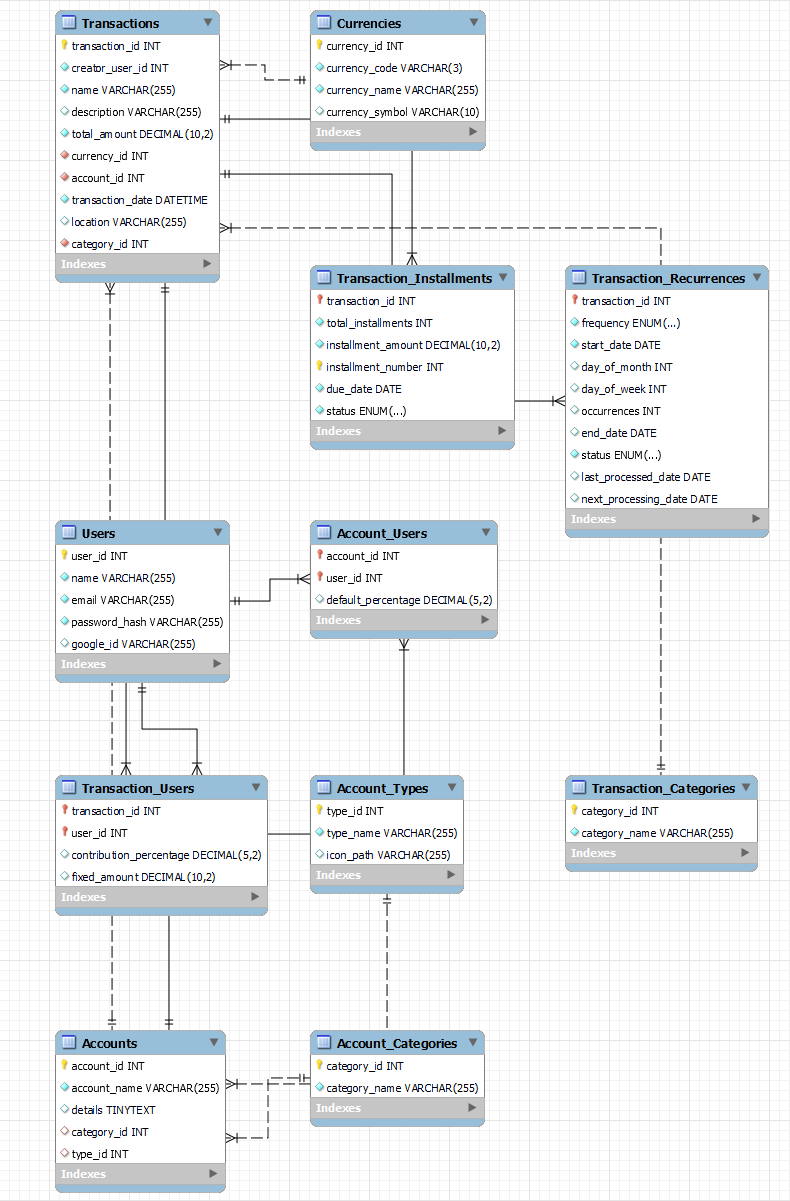 Transactions
transaction_id INT
creator_user_id INT
name VARCHAR(255)
description VARCHAR(255)
total_amount DECIMAL(10,2)
currency_id INT
account_id INT
transaction_date DATETIME
location VARCHAR(255)
category_id INT
Indexes
Currencies
currency_id INT
currency_code VARCHAR(3)
currency_name VARCHAR(255)
currency_symbol VARCHAR(10)
Indexes
Transaction_Installments
transaction_id INT
total_installments INT
installment_amount DECIMAL(10,2)
installment_number INT
due_date DATE
status ENUM(...)
Indexes
Transaction_Recurrences
transaction_id INT
frequency ENUM(...)
start_date DATE
day_of_month INT
day_of_week INT
occurrences INT
end_date DATE
status ENUM(...)
last_processed_date DATE
next_processing_date DATE
Indexes
Users
user_id INT
name VARCHAR(255)
email VARCHAR(255)
password_hash VARCHAR(255)
google_id VARCHAR(255)
Indexes
Account_Users
account_id INT
user_id INT
default_percentage DECIMAL(5,2)
Indexes
Transaction_Users
transaction_id INT
user_id INT
contribution_percentage DECIMAL(5,2)
fixed_amount DECIMAL(10,2)
Indexes
Account_Types
type_id INT
type_name VARCHAR(255)
icon_path VARCHAR(255)
Indexes
Transaction_Categories
category_id INT
category_name VARCHAR(255)
Indexes
Accounts
account_id INT
account_name VARCHAR(255)
details TINYTEXT
category_id INT
type_id INT
Indexes
Account_Categories
category_id INT
category_name VARCHAR(255)
Indexes